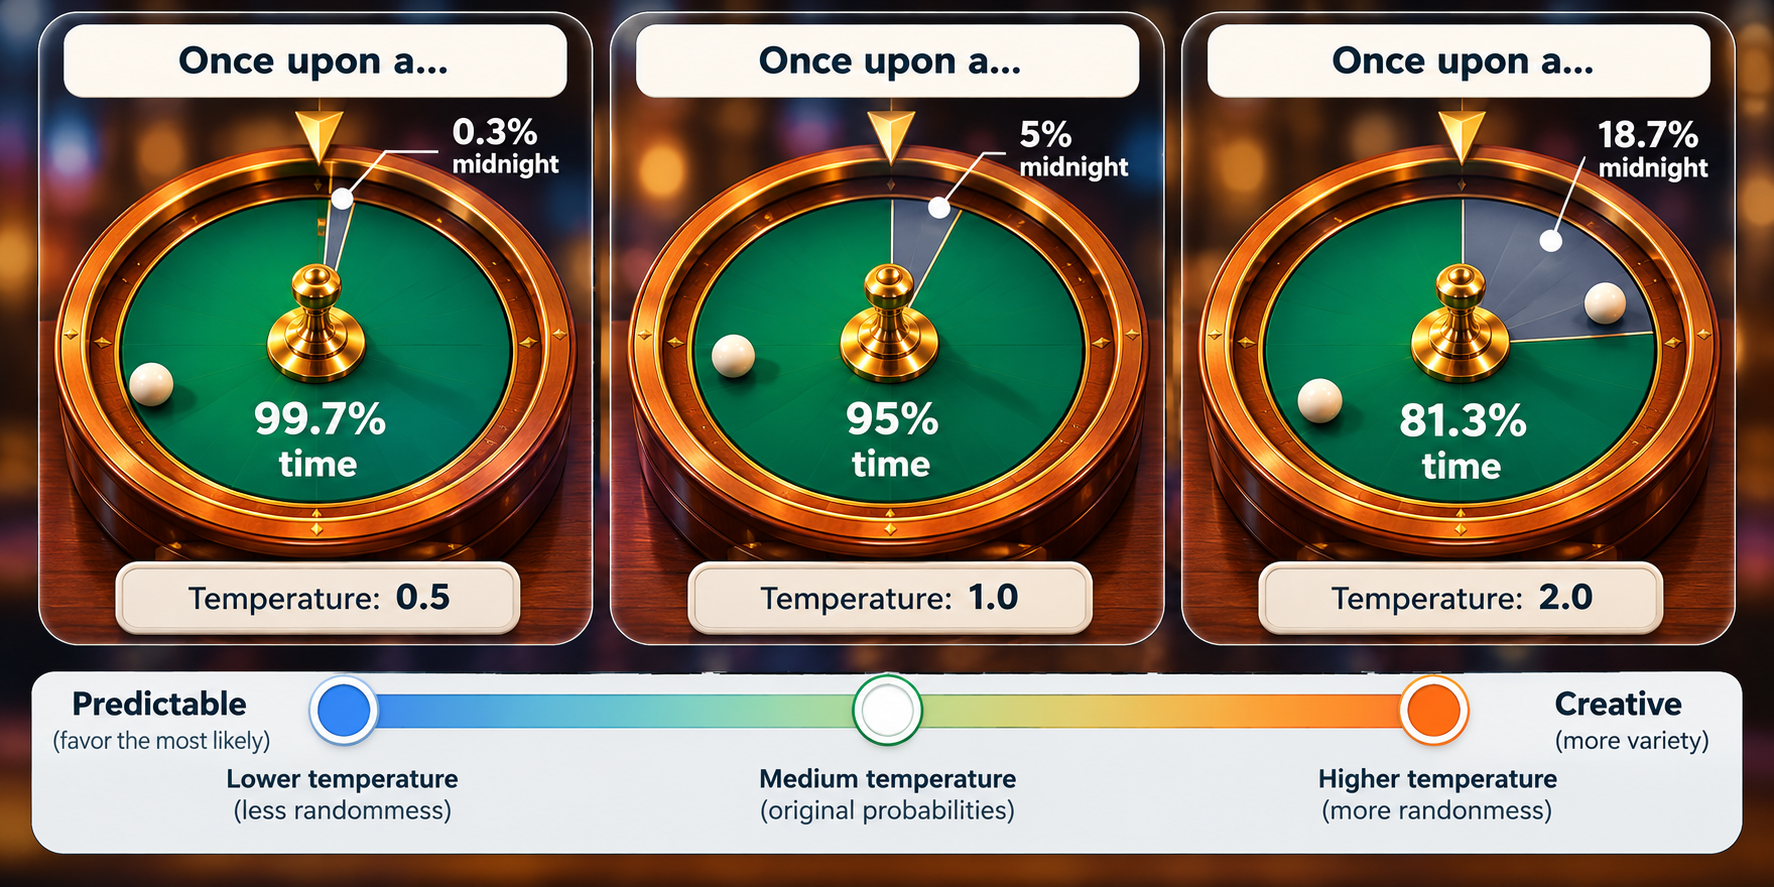 Once upon a...
0.3%
midnight
99.7%
time
Temperature: 0.5
Once upon a...
5%
midnight
95%
time
Temperature: 1.0
Once upon a...
18.7%
midnight
81.3%
time
Temperature: 2.0
Predictable
(favor the most likely)
Lower temperature
(less randommess)
Medium temperature
(original probabilities)
Higher temperature
(more randonmess)
Creative
(more variety)